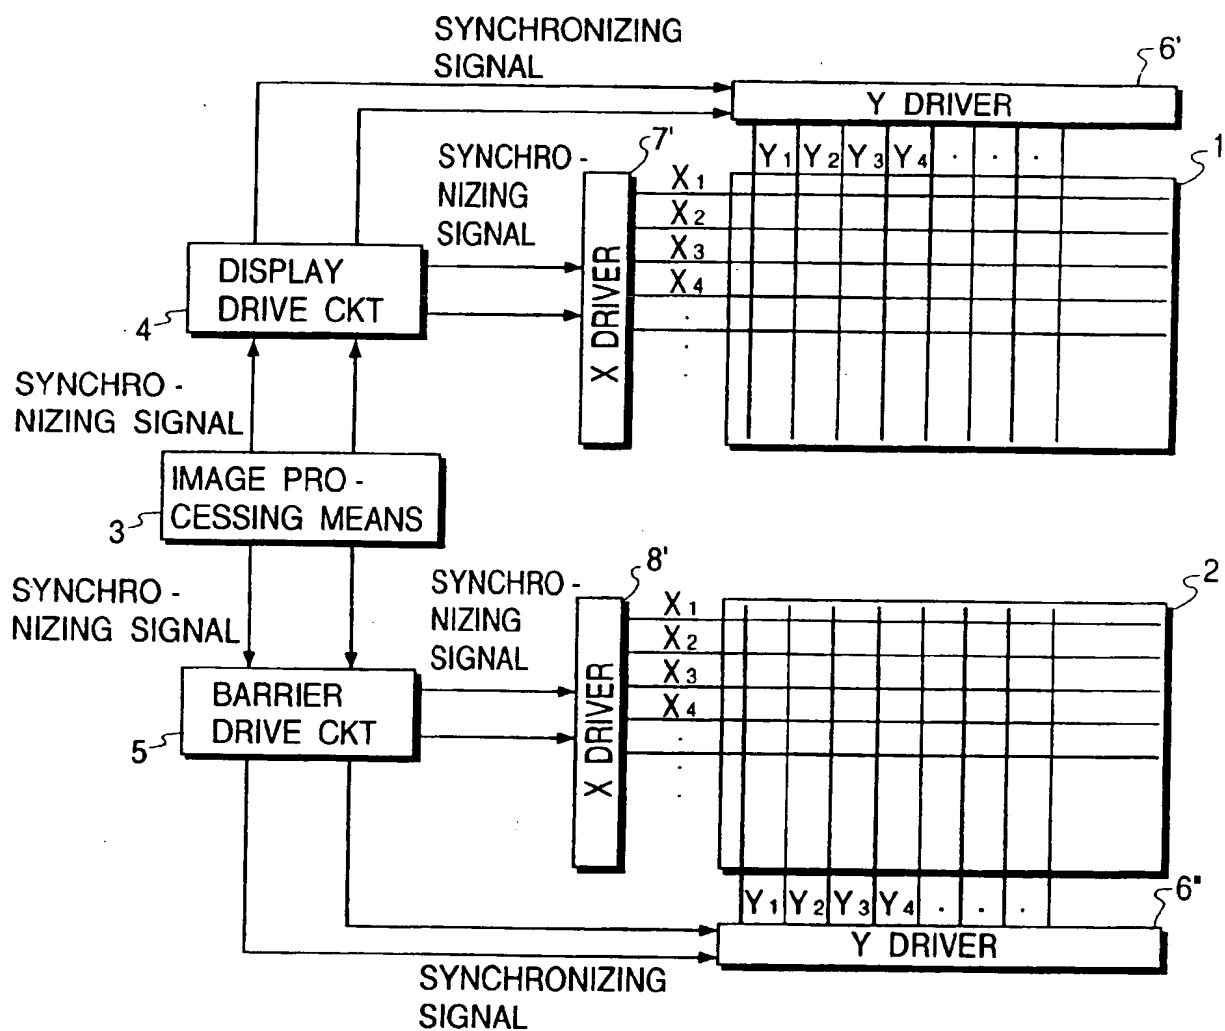 SYNCHRONIZING
SIGNAL
6'
Y DRIVER
Y1 Y2 Y3 Y4 . . .
1
SYNCHRO -
NIZING
SIGNAL
7'
X DRIVER
X1
X2
X3
X4
.
.
.
DISPLAY
DRIVE CKT
4
SYNCHRO -
NIZING SIGNAL
IMAGE PRO -
CESSING MEANS
3
SYNCHRO -
NIZING SIGNAL
SYNCHRO -
NIZING
SIGNAL
8'
X DRIVER
X1
X2
X3
X4
.
.
.
2
BARRIER
DRIVE CKT
5
Y1 Y2 Y3 Y4 . . .
6"
Y DRIVER
SYNCHRONIZING
SIGNAL